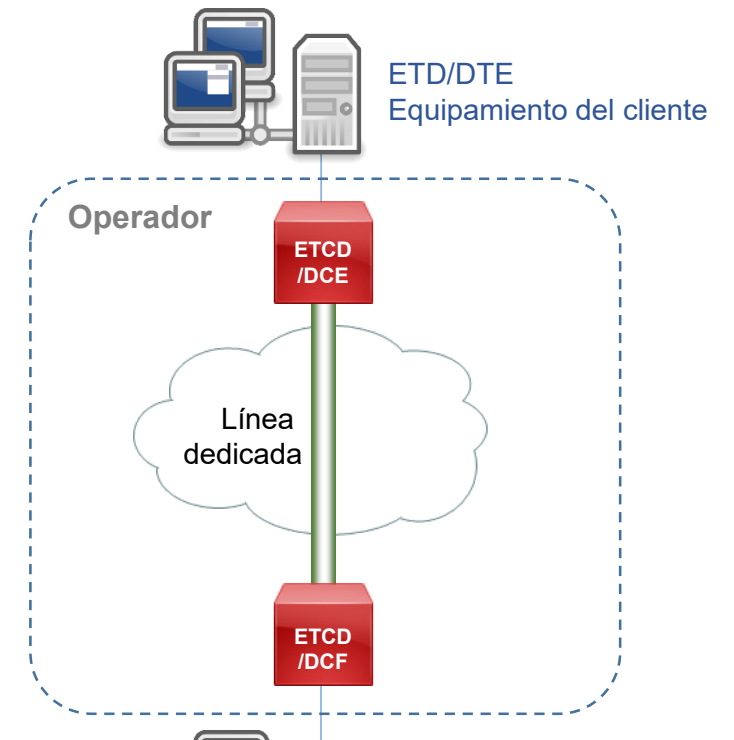 ETD/DTE
Equipamiento del cliente
Operador
ETCD
/DCE
Línea
dedicada
ETCD
/DCF